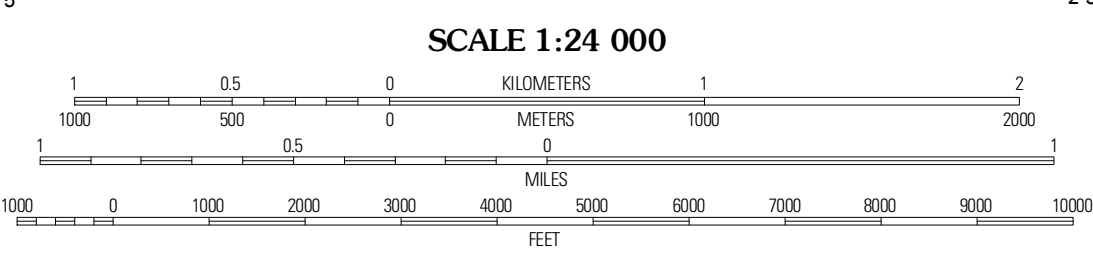 SCALE 1:24 000
1 0.5 0 KILOMETERS 1 2
1000 500 0 METERS 1000 2000
1 0.5 0 1
MILES
1000 0 1000 2000 3000 4000 5000 6000 7000 8000 9000 10000
FEET